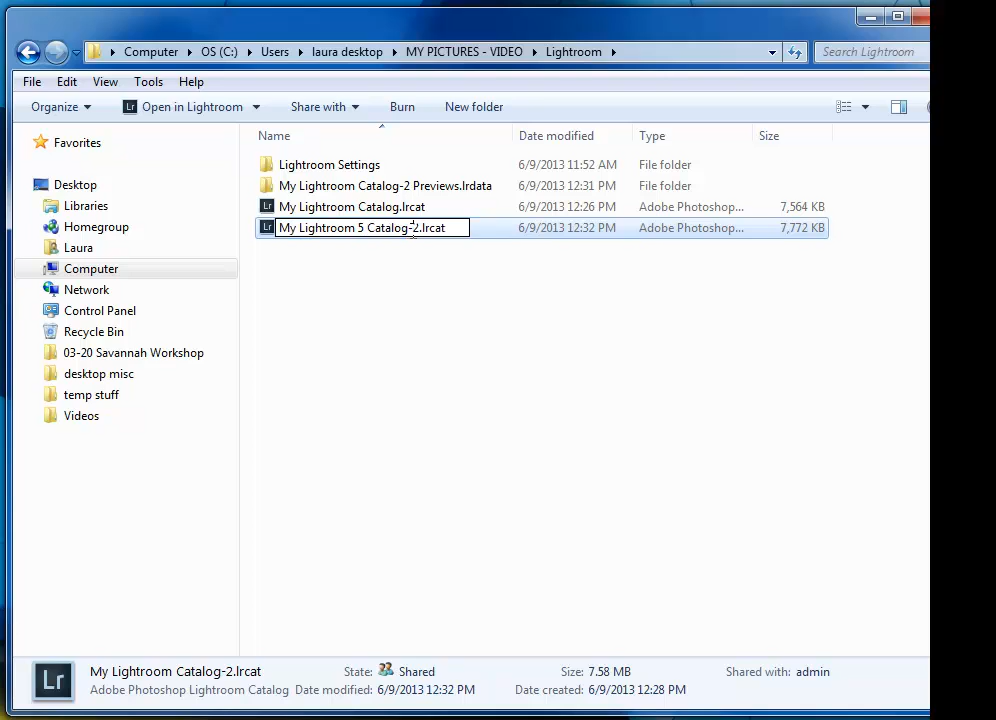 Computer OS (C:) Users laura desktop MY PICTURES - VIDEO Lightroom Search Lightroom
File Edit View Tools Help
Organize Lr Open in Lightroom Share with Burn New folder
Favorites
Desktop
Libraries
Homegroup
Laura
Computer
Network
Control Panel
Recycle Bin
03-20 Savannah Workshop
desktop misc
temp stuff
Videos
Name Date modified Type Size
Lightroom Settings 6/9/2013 11:52 AM File folder
My Lightroom Catalog-2 Previews.lrdata 6/9/2013 12:31 PM File folder
Lr My Lightroom Catalog.lrcat 6/9/2013 12:26 PM Adobe Photoshop... 7,564 KB
Lr My Lightroom 5 Catalog-2.lrcat 6/9/2013 12:32 PM Adobe Photoshop... 7,772 KB
Lr My Lightroom Catalog-2.lrcat State: Shared Size: 7.58 MB Shared with: admin
Adobe Photoshop Lightroom Catalog Date modified: 6/9/2013 12:32 PM Date created: 6/9/2013 12:28 PM